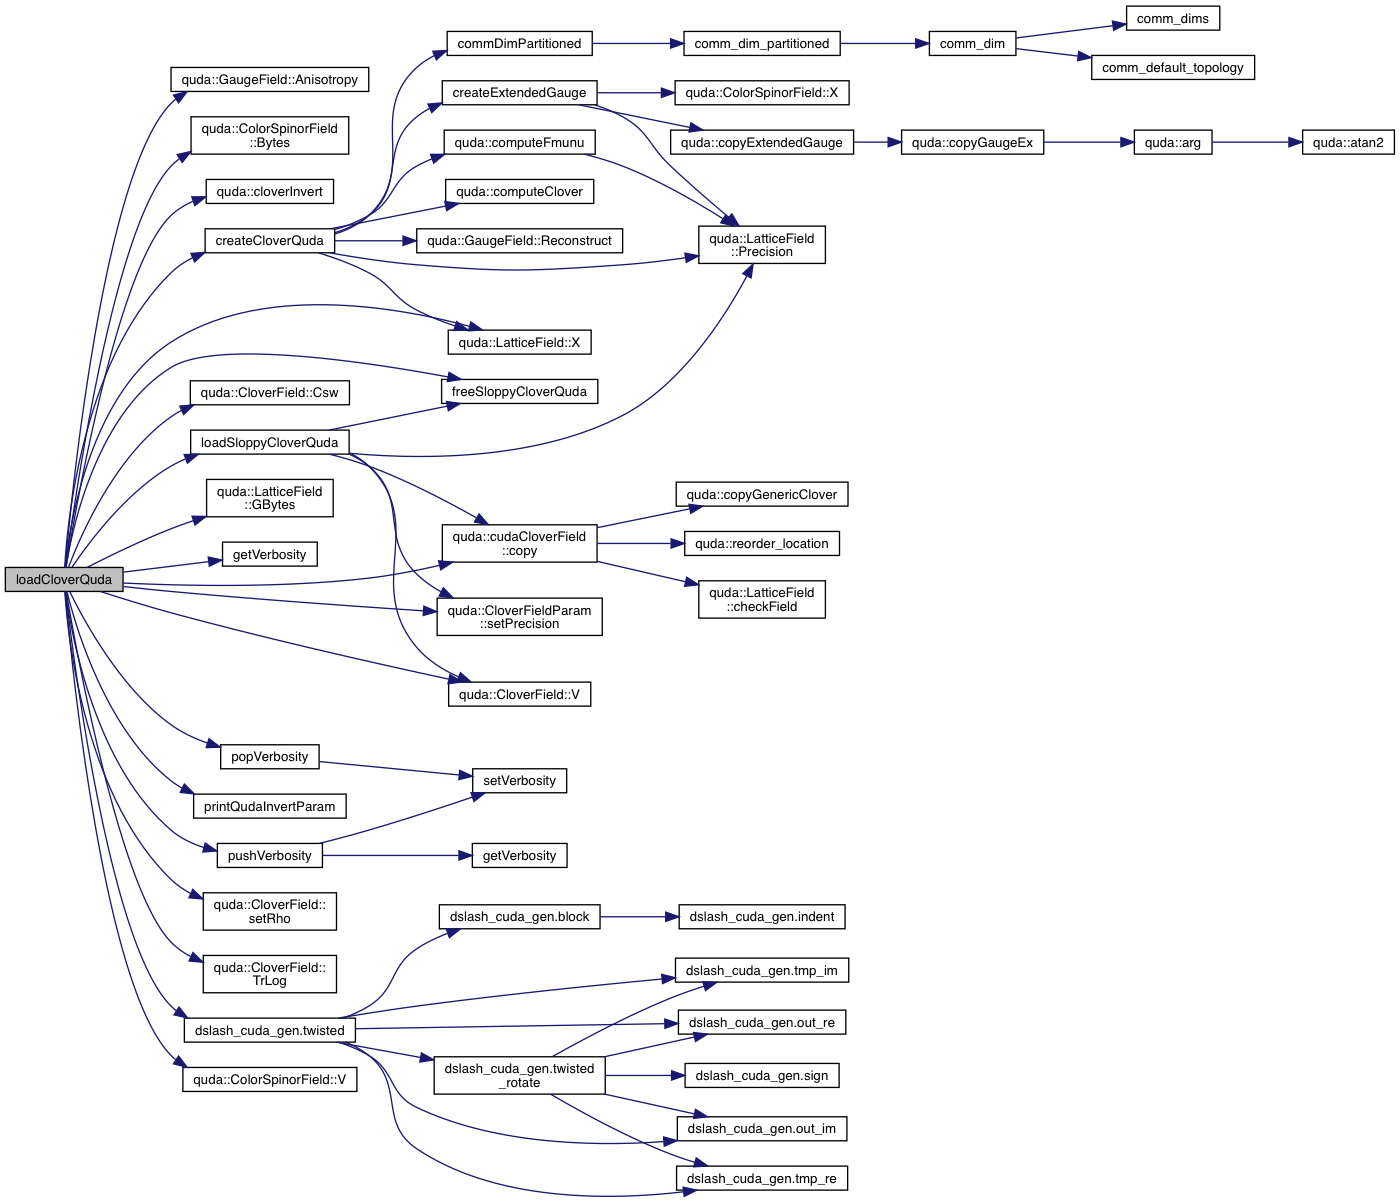 comm_dims
commDimPartitioned
comm_dim_partitioned
comm_dim
comm_default_topology
quda::GaugeField::Anisotropy
createExtendedGauge
quda::ColorSpinorField::X
quda::ColorSpinorField
::Bytes
quda::computeFmunu
quda::copyExtendedGauge
quda::copyGaugeEx
quda::arg
quda::atan2
quda::cloverInvert
quda::computeClover
createCloverQuda
quda::GaugeField::Reconstruct
quda::LatticeField
::Precision
quda::LatticeField::X
quda::CloverField::Csw
freeSloppyCloverQuda
loadSloppyCloverQuda
quda::LatticeField
::GBytes
quda::copyGenericClover
quda::cudaCloverField
::copy
quda::reorder_location
getVerbosity
loadCloverQuda
quda::LatticeField
::checkField
quda::CloverFieldParam
::setPrecision
quda::CloverField::V
popVerbosity
setVerbosity
printQudaInvertParam
pushVerbosity
getVerbosity
quda::CloverField::
setRho
dslash_cuda_gen.block
dslash_cuda_gen.indent
quda::CloverField::
TrLog
dslash_cuda_gen.tmp_im
dslash_cuda_gen.twisted
dslash_cuda_gen.out_re
quda::ColorSpinorField::V
dslash_cuda_gen.twisted
_rotate
dslash_cuda_gen.sign
dslash_cuda_gen.out_im
dslash_cuda_gen.tmp_re